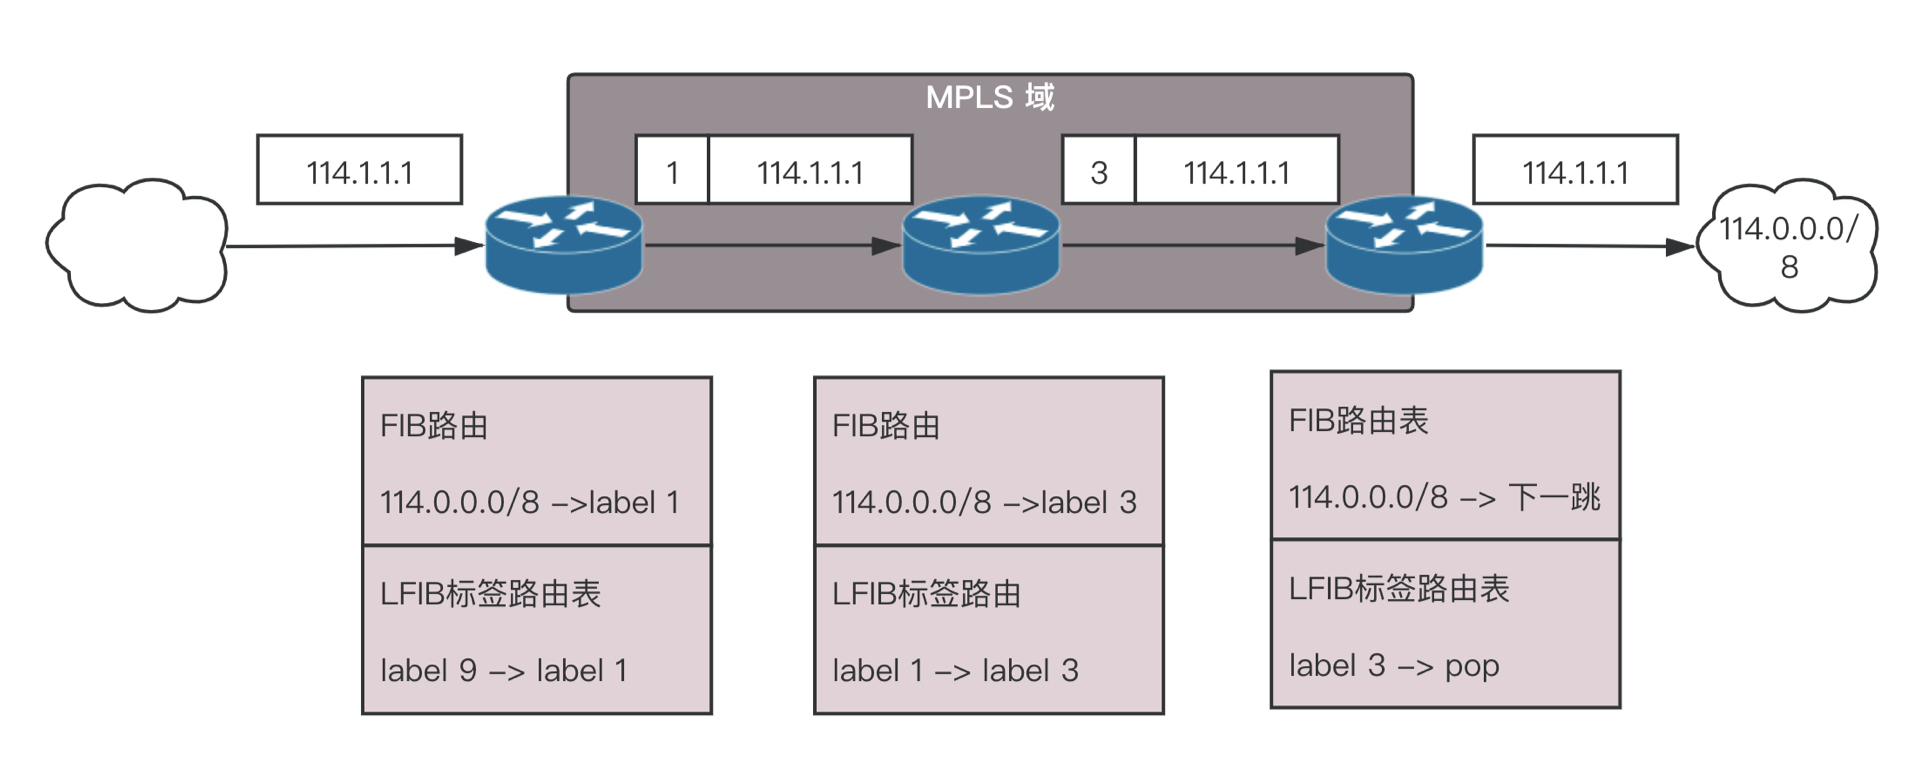 MPLS 域
114.1.1.1
1
114.1.1.1
3
114.1.1.1
114.1.1.1
114.0.0.0/
8
FIB路由
114.0.0.0/8 –>label 1
LFIB标签路由表
label 9 –> label 1
FIB路由
114.0.0.0/8 –>label 3
LFIB标签路由
label 1 –> label 3
FIB路由表
114.0.0.0/8 –> 下一跳
LFIB标签路由表
label 3 –> pop